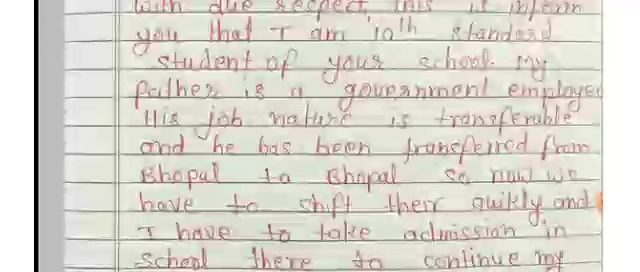 With due respect this is inform
you that I am 10th standard
student of your school. My
father is a government employee
His job nature is transferable
and he has been transferred from
Bhopal to Bhopal so now we
have to shift their quikly and
I have to take admission in
school there to continue my